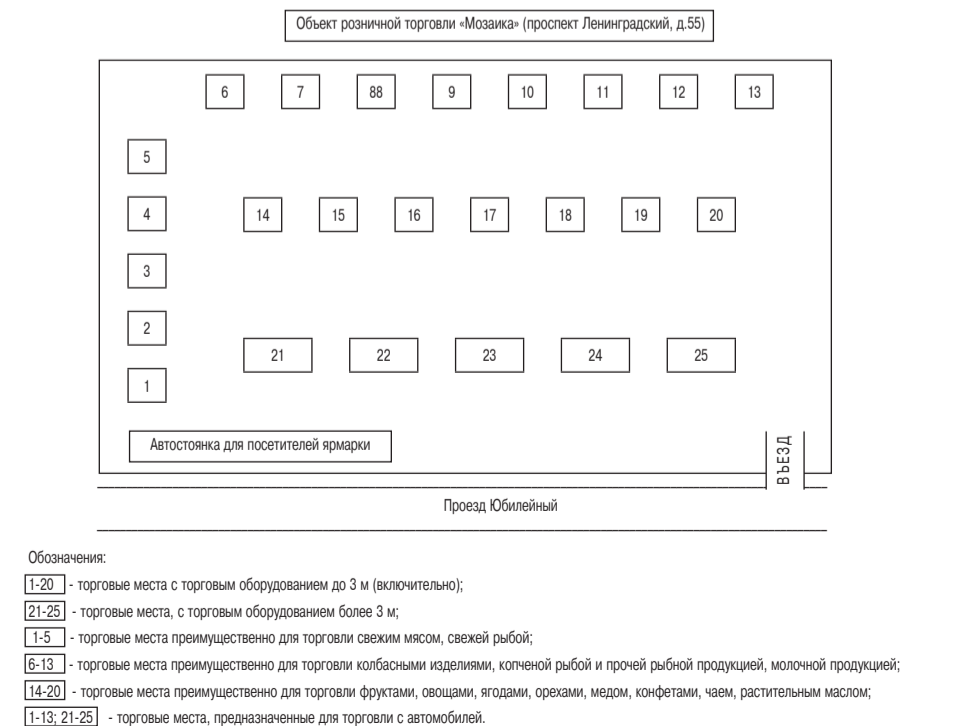 Объект розничной торговли «Мозаика» (проспект Ленинградский, д.55)
6 7 88 9 10 11 12 13
5
4 14 15 16 17 18 19 20
3
2
21 22 23 24 25
1
Автостоянка для посетителей ярмарки
ВЪЕЗД
Проезд Юбилейный
Обозначения:
1-20 - торговые места с торговым оборудованием до 3 м (включительно);
21-25 - торговые места, с торговым оборудованием более 3 м;
1-5 - торговые места преимущественно для торговли свежим мясом, свежей рыбой;
6-13 - торговые места преимущественно для торговли колбасными изделиями, копченой рыбой и прочей рыбной продукцией, молочной продукцией;
14-20 - торговые места преимущественно для торговли фруктами, овощами, ягодами, орехами, медом, конфетами, чаем, растительным маслом;
1-13; 21-25 - торговые места, предназначенные для торговли с автомобилей.